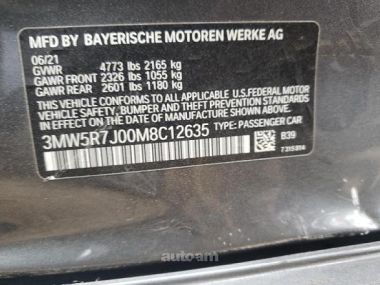 MFD BY BAYERISCHE MOTOREN WERKE AG
06/21
GVWR 4773 lbs 2165 kg
GAWR FRONT 2326 lbs 1055 kg
GAWR REAR 2601 lbs 1180 kg
THIS VEHICLE CONFORMS TO ALL APPLICABLE
U.S.FEDERAL MOTOR
VEHICLE SAFETY, BUMPER, AND THEFT PREVENTION STANDARDS
IN EFFECT ON THE DATE OF MANUFACTURE SHOWN ABOVE.
3MW5R7J00M8C12635
TYPE: PASSENGER CAR
B39
7315814
autoam